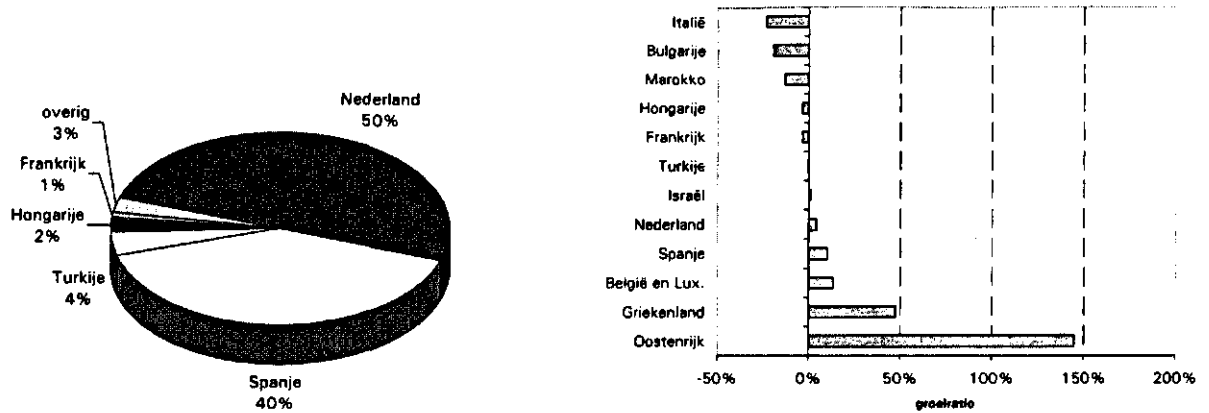 Nederland
50%
overig
3%
Frankrijk
1%
Hongarije
2%
Turkije
4%
Spanje
40%
Italië
Bulgarije
Marokko
Hongarije
Frankrijk
Turkije
Israël
Nederland
Spanje
België en Lux.
Griekenland
Oostenrijk
-50% 0% 50% 100% 150% 200%
groeiratio